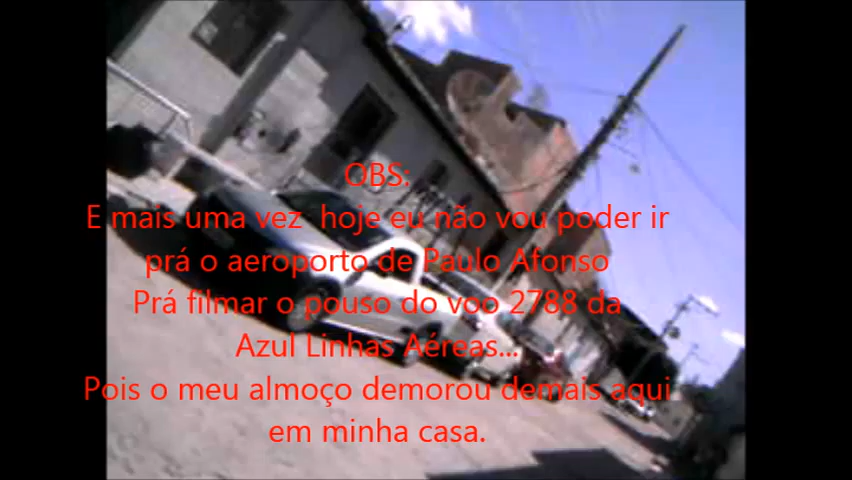 OBS:
E mais uma vez hoje eu não vou poder ir
prá o aeroporto de Paulo Afonso
Prá filmar o pouso do voo 2788 da
Azul Linhas Aéreas...
Pois o meu almoço demorou demais aqui
em minha casa.